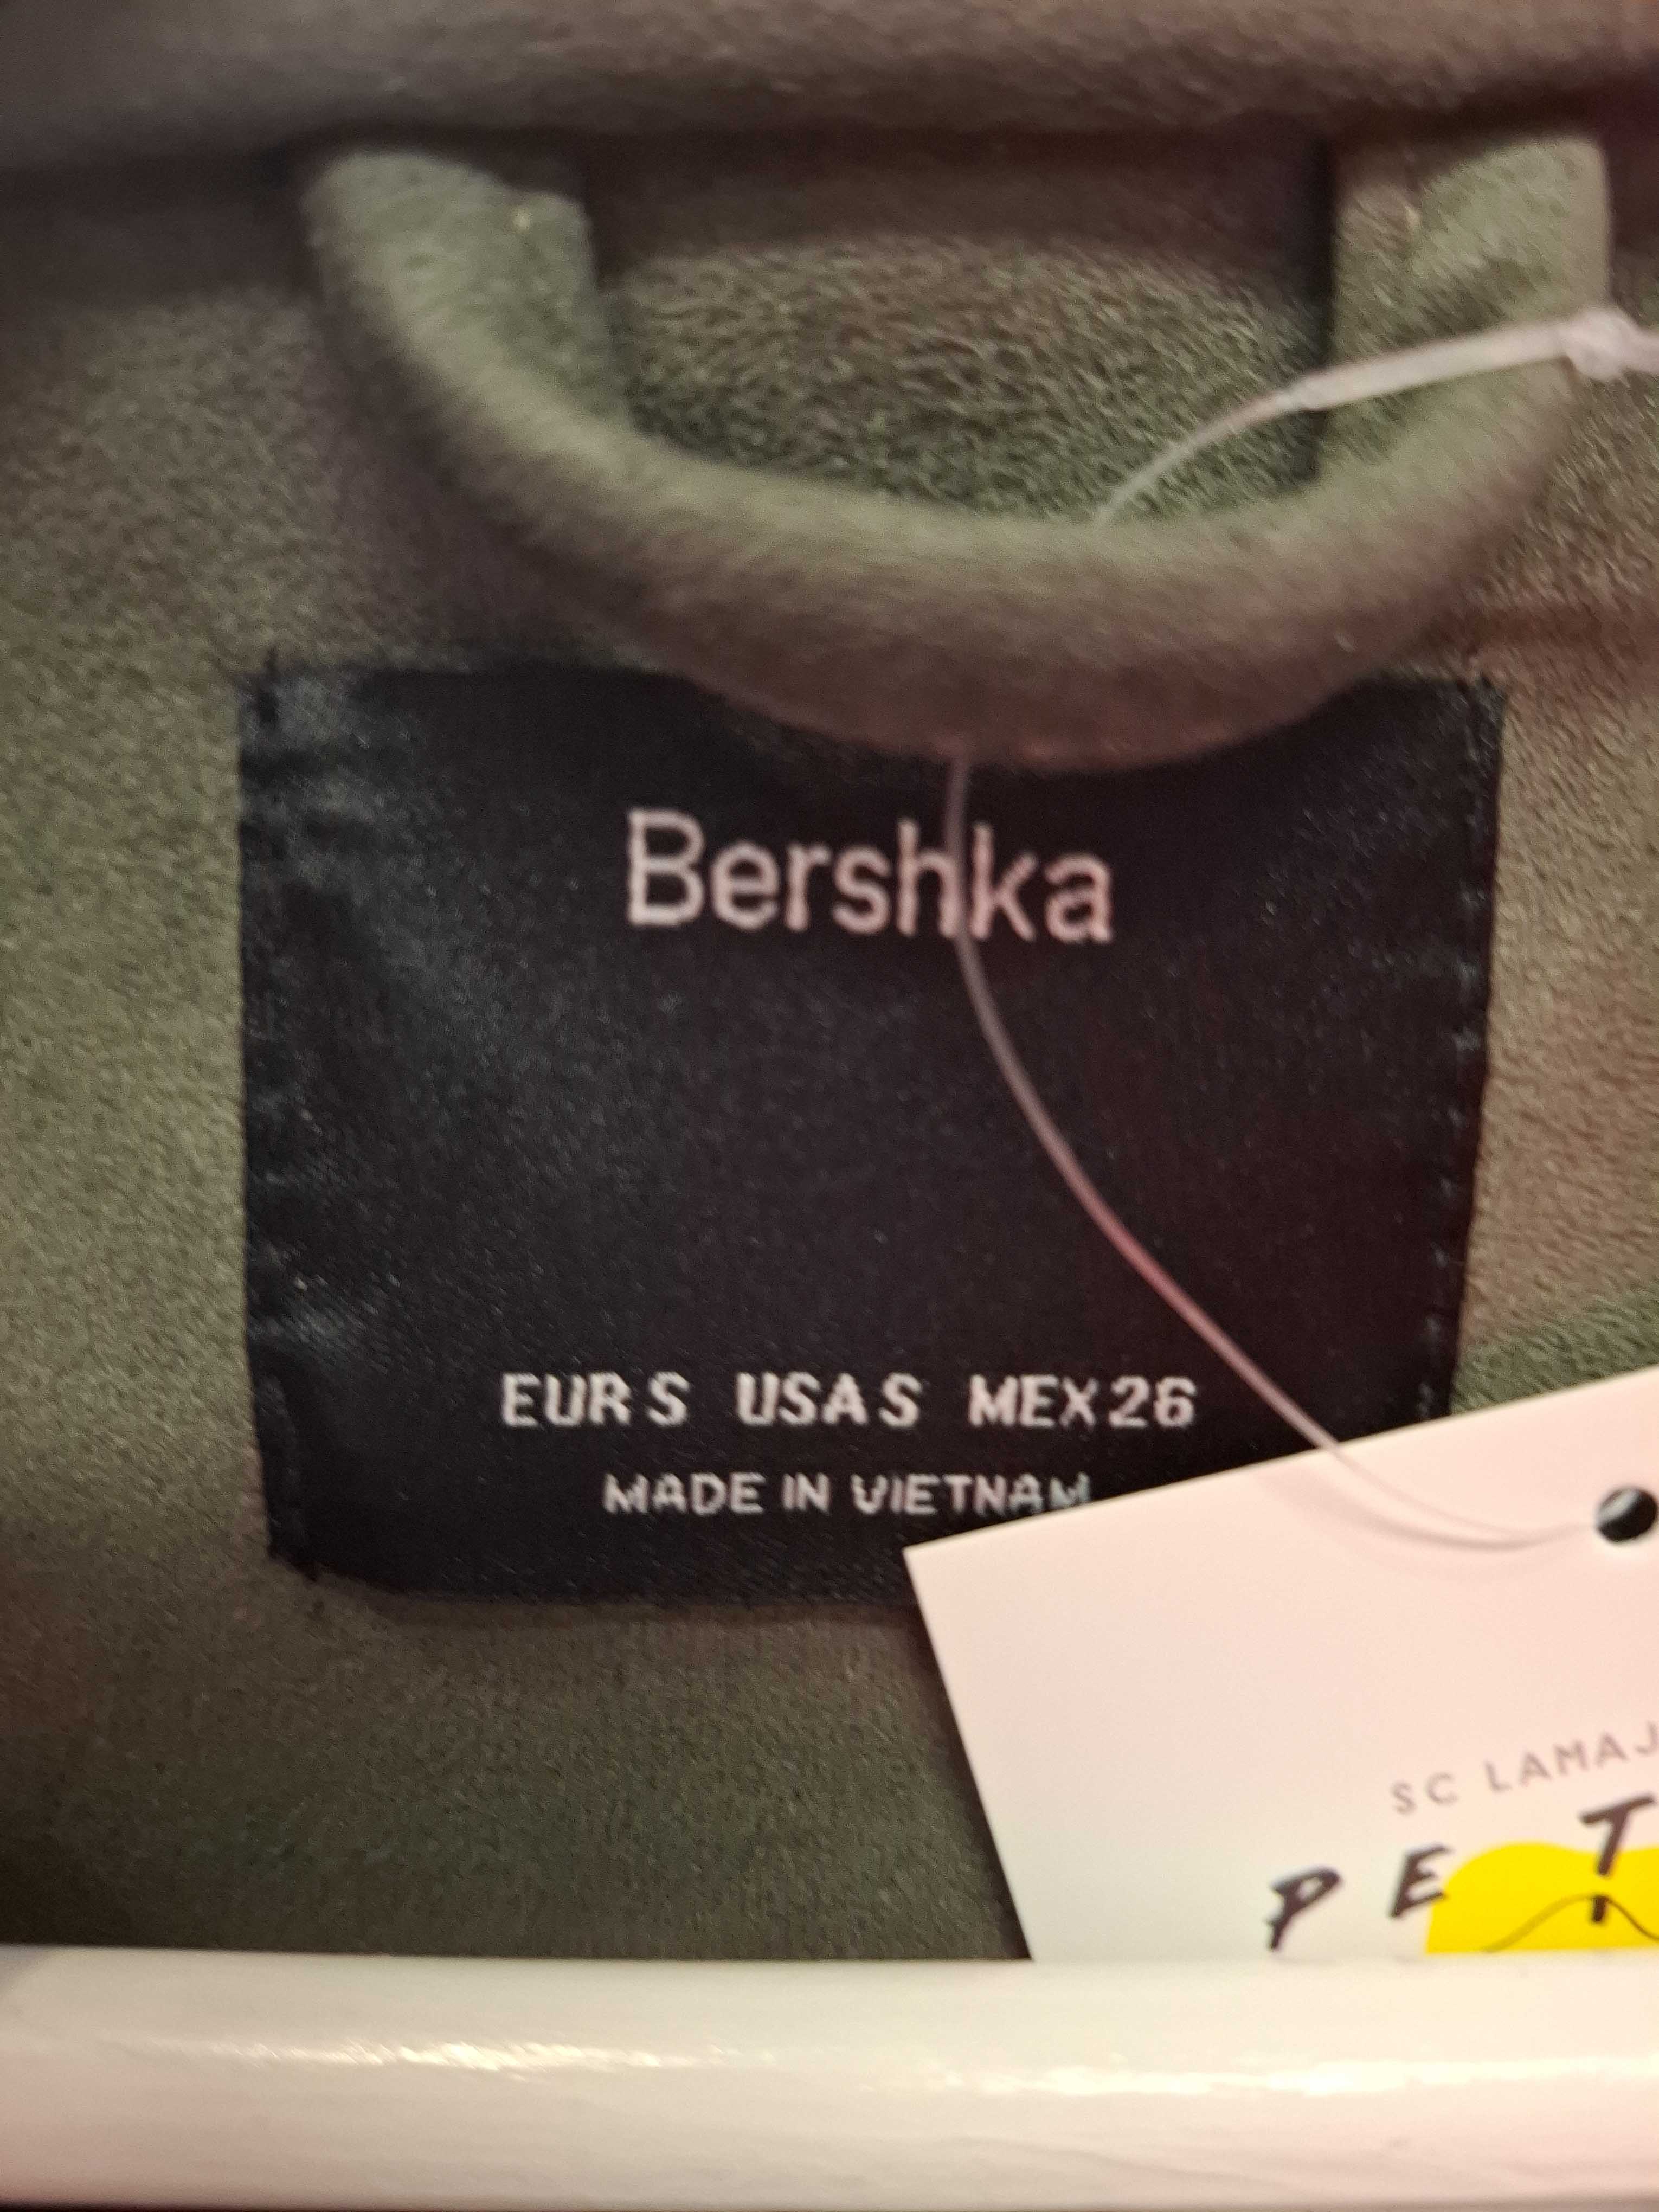 Bershka
EUR S USA S MEX 26
MADE IN VIETNAM
SC LAMAJ
PET